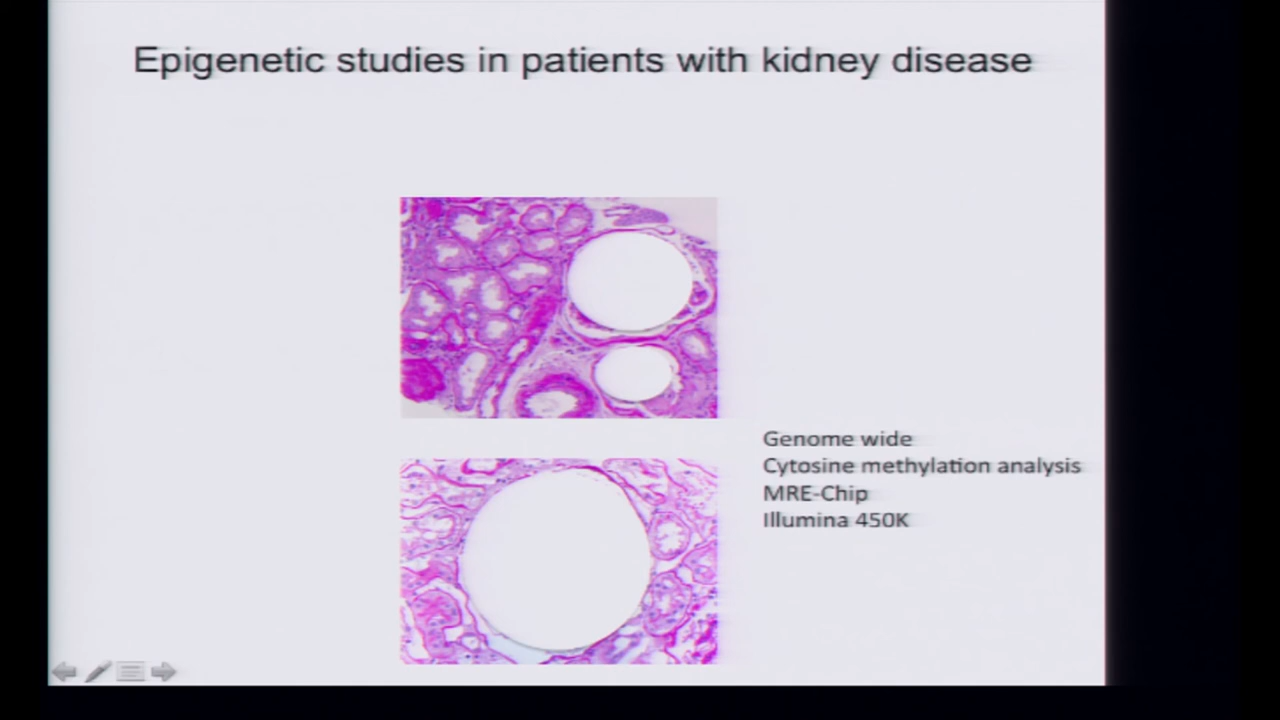 Epigenetic studies in patients with kidney disease
Genome wide
Cytosine methylation analysis
MRE-Chip
Illumina 450K